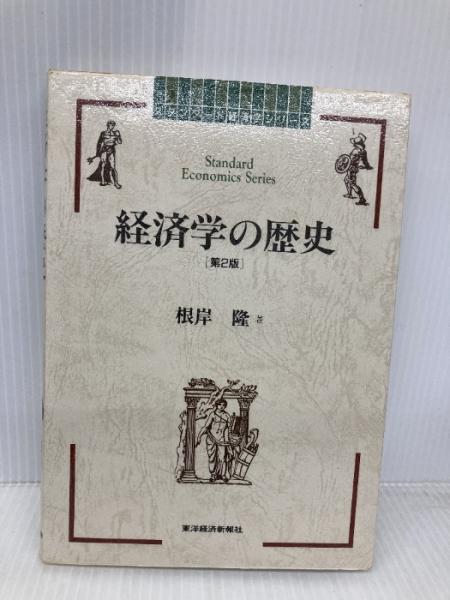 Standard
Economics Series
経済学の歴史
[第2版]
根岸 隆 著
東洋経済新報社